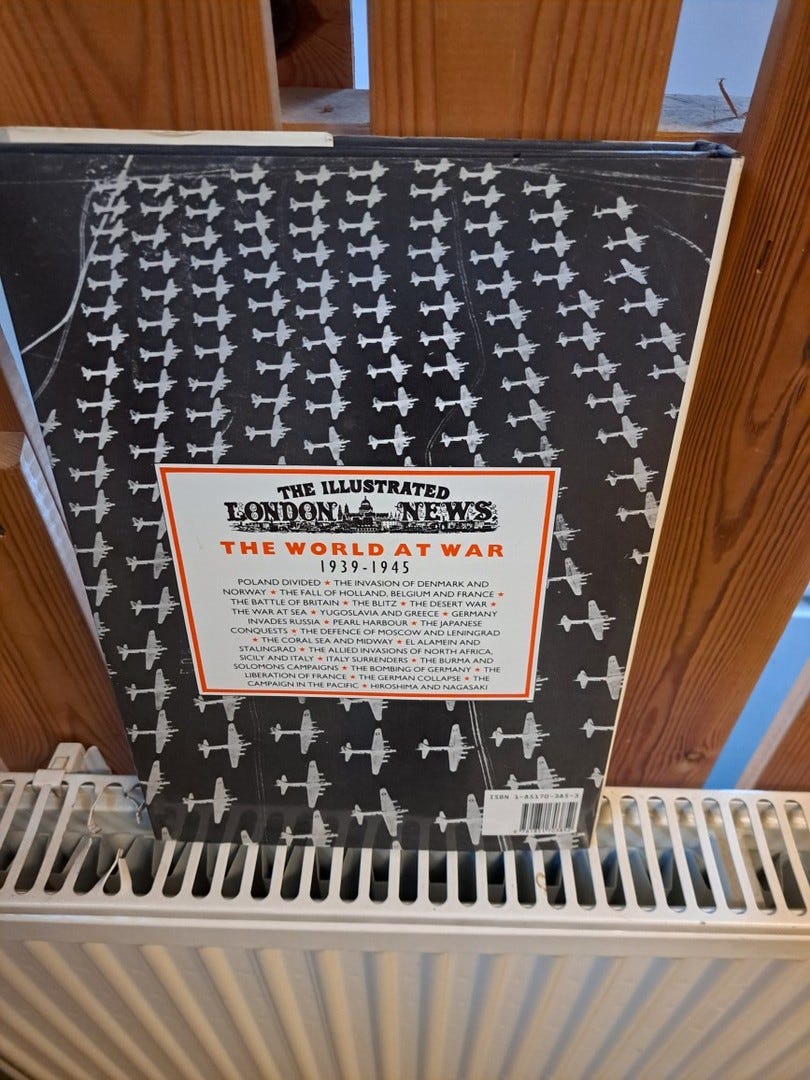 THE ILLUSTRATED
LONDON NEWS
THE WORLD AT WAR
1939-1945
POLAND DIVIDED ★ THE INVASION OF DENMARK AND
NORWAY ★ THE FALL OF HOLLAND, BELGIUM AND FRANCE ★
THE BATTLE OF BRITAIN ★ THE BLITZ ★ THE DESERT WAR ★
THE WAR AT SEA ★ YUGOSLAVIA AND GREECE ★ GERMANY
INVADES RUSSIA ★ PEARL HARBOUR ★ THE JAPANESE
CONQUESTS ★ THE DEFENCE OF MOSCOW AND LENINGRAD
★ THE CORAL SEA AND MIDWAY ★ EL ALAMEIN AND
STALINGRAD ★ THE ALLIED INVASIONS OF NORTH AFRICA,
SICILY AND ITALY ★ ITALY SURRENDERS ★ THE BURMA AND
SOLOMONS CAMPAIGNS ★ THE BOMBING OF GERMANY ★ THE
LIBERATION OF FRANCE ★ THE GERMAN COLLAPSE ★ THE
CAMPAIGN IN THE PACIFIC ★ HIROSHIMA AND NAGASAKI
ISBN 1-85170-385-3